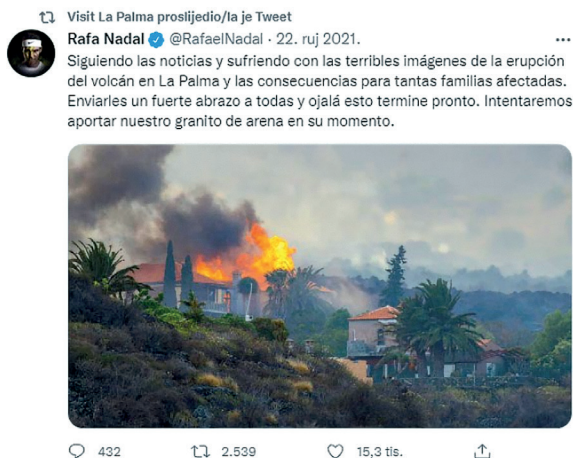 Visit La Palma proslijedio/la je Tweet
Rafa Nadal @RafaelNadal · 22. ruj 2021.
Siguiendo las noticias y sufriendo con las terribles imágenes de la erupción
del volcán en La Palma y las consecuencias para tantas familias afectadas.
Enviarles un fuerte abrazo a todas y ojalá esto termine pronto. Intentaremos
aportar nuestro granito de arena en su momento.
432 2.539 15,3 tis.